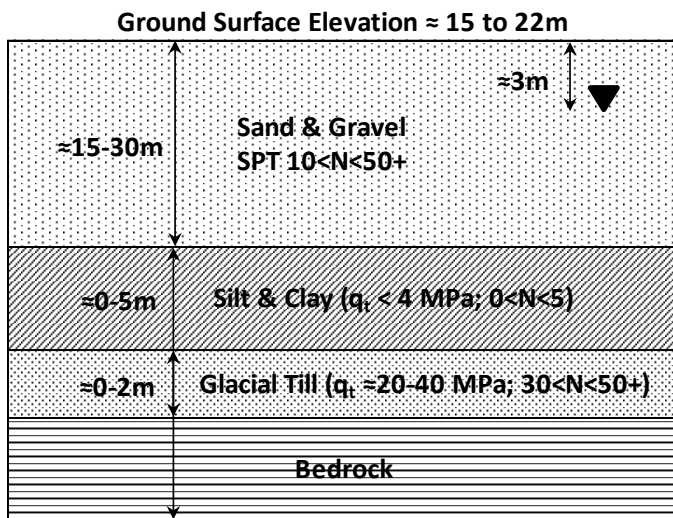 Ground Surface Elevation ≈ 15 to 22m
≈3m
Sand & Gravel
≈15-30m
SPT 10<N<50+
≈0-5m
Silt & Clay (qt < 4 MPa; 0<N<5)
≈0-2m
Glacial Till (qt ≈20-40 MPa; 30<N<50+)
Bedrock